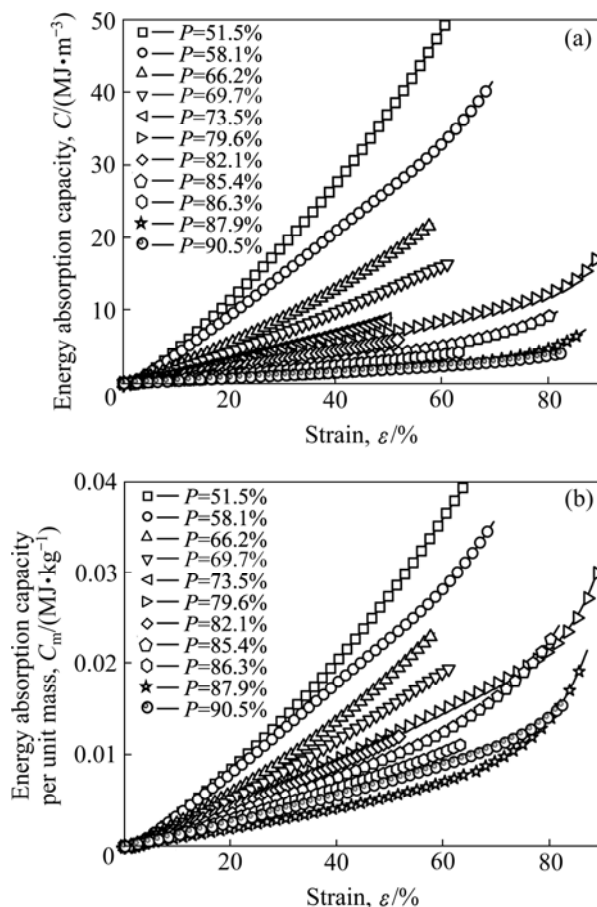 (a)
Energy absorption capacity, C/(MJ•m⁻³)
50
40
30
20
10
0
P=51.5%
P=58.1%
P=66.2%
P=69.7%
P=73.5%
P=79.6%
P=82.1%
P=85.4%
P=86.3%
P=87.9%
P=90.5%
20 40 60 80
Strain, ε/%
(b)
Energy absorption capacity
per unit mass, Cₘ/(MJ•kg⁻¹)
0.04
0.03
0.02
0.01
0
P=51.5%
P=58.1%
P=66.2%
P=69.7%
P=73.5%
P=79.6%
P=82.1%
P=85.4%
P=86.3%
P=87.9%
P=90.5%
20 40 60 80
Strain, ε/%